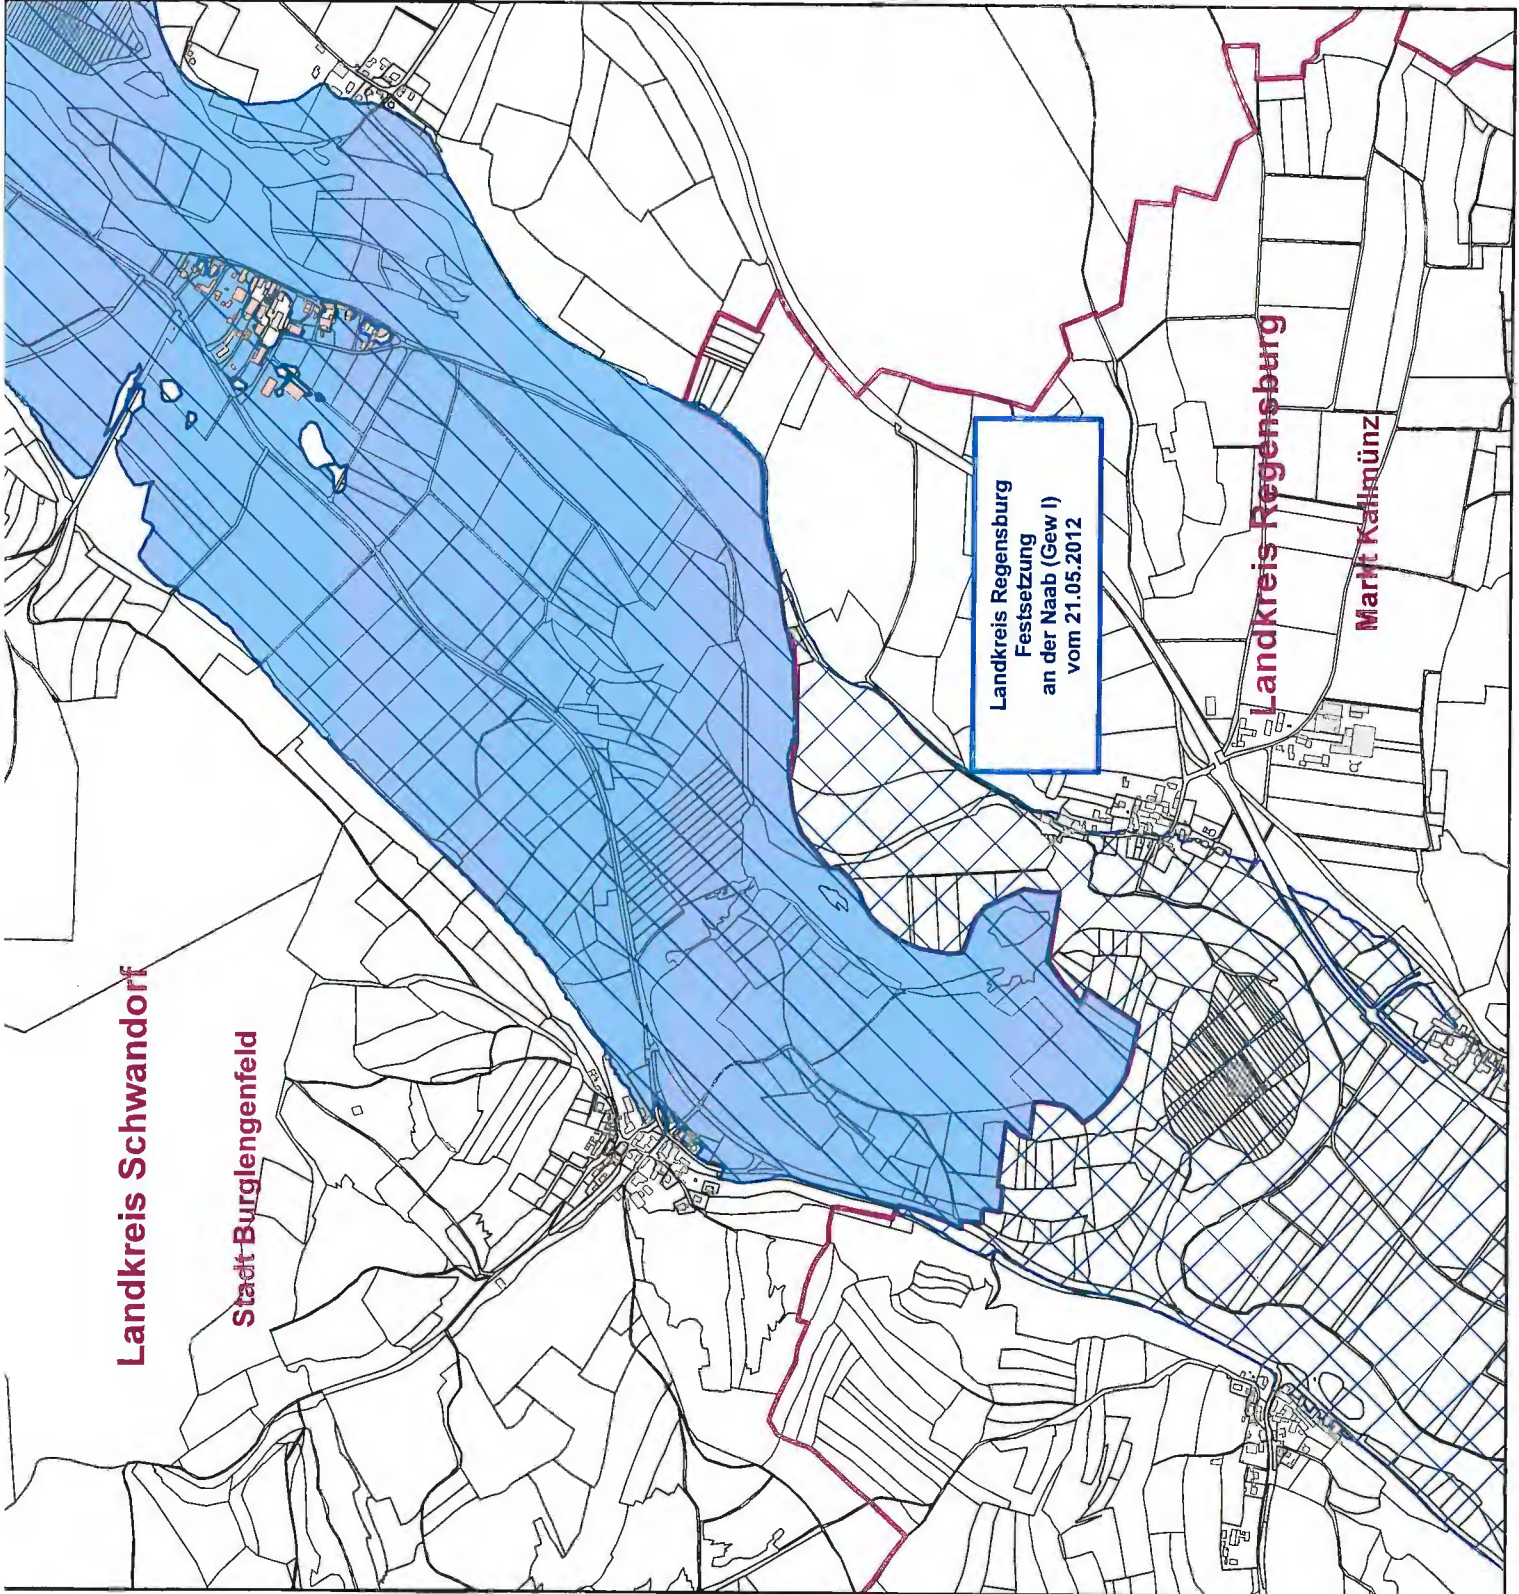 Landkreis Schwandorf
Stadt Burglengenfeld
Landkreis Regensburg
Festsetzung
an der Naab (Gew I)
vom 21.05.2012
Landkreis Regensburg
Markt Kallmünz